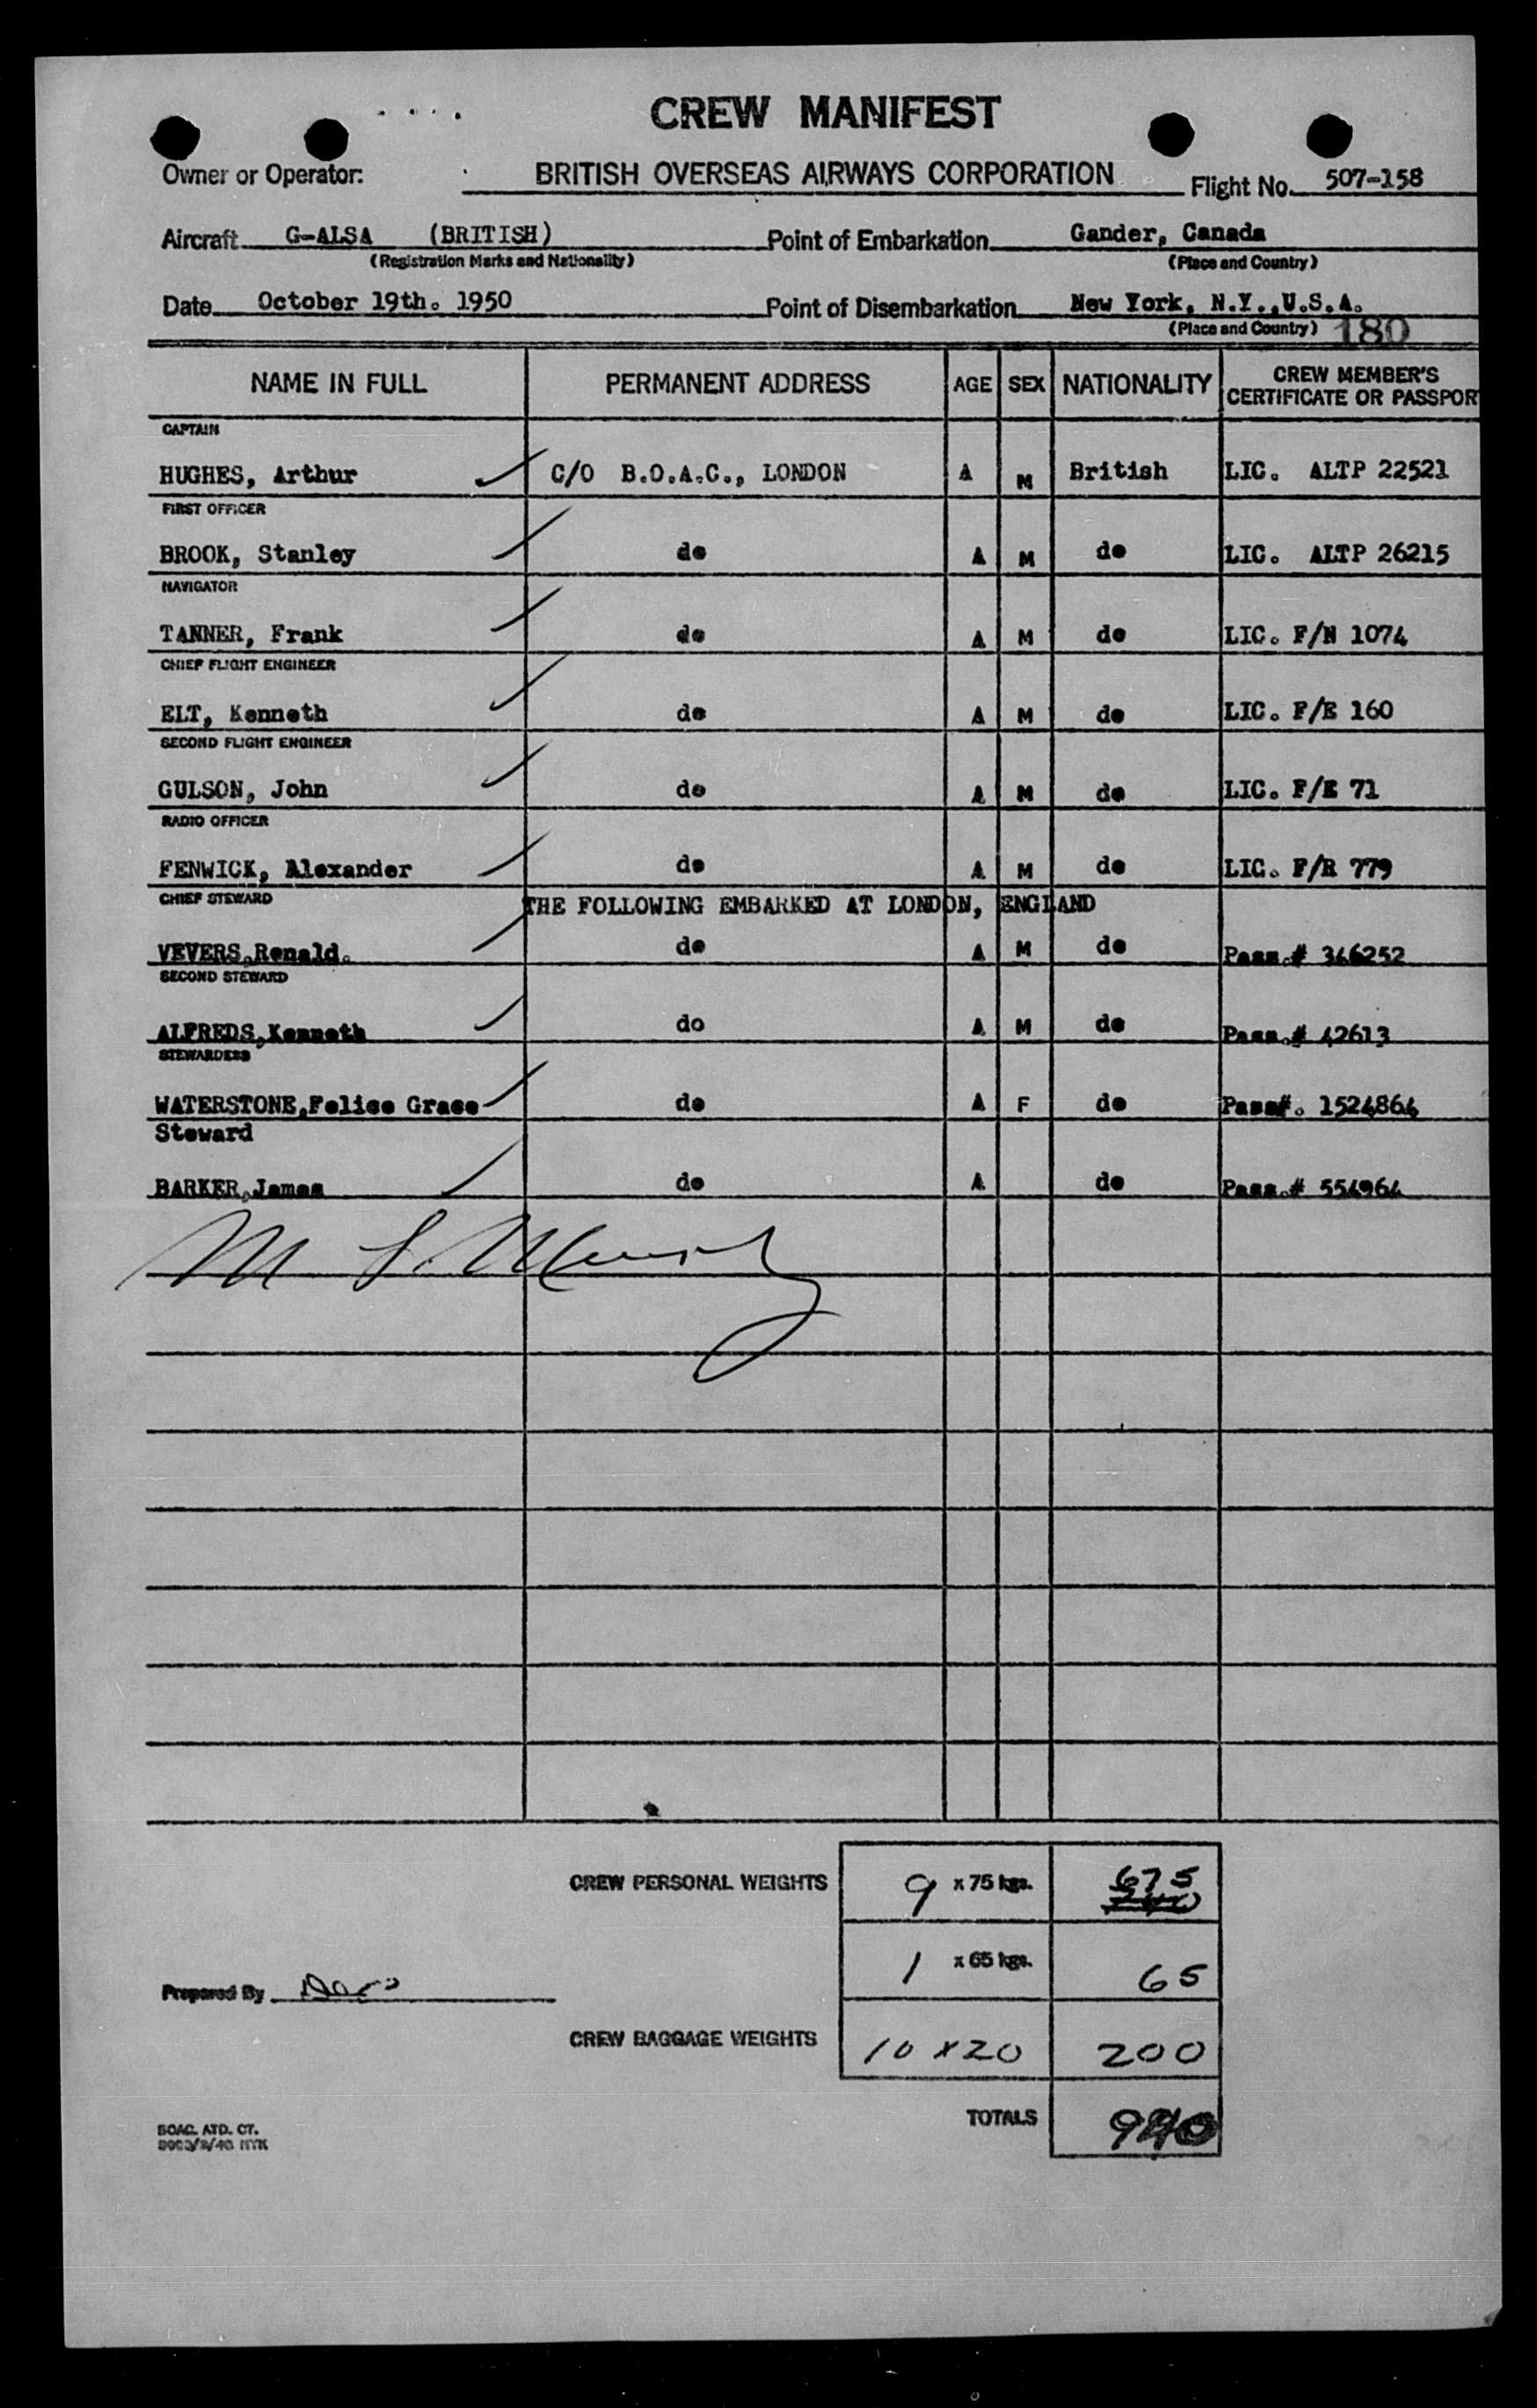 CREW MANIFEST
Owner or Operator: BRITISH OVERSEAS AIRWAYS CORPORATION Flight No. 507-158
Aircraft G-ALSA (BRITISH) Point of Embarkation Gander, Canada
(Registration Marks and Nationality) (Place and Country)
Date October 19th. 1950 Point of Disembarkation New York, N.Y.,U.S.A.
(Place and Country) 180
NAME IN FULL PERMANENT ADDRESS AGE SEX NATIONALITY CREW MEMBER'S
CERTIFICATE OR PASSPOR
CAPTAIN
HUGHES, Arthur C/O B.O.A.C., LONDON A M British LIC. ALTP 22521
FIRST OFFICER
BROOK, Stanley do A M do LIC. ALTP 26215
NAVIGATOR
TANNER, Frank do A M do LIC. F/N 1074
CHIEF FLIGHT ENGINEER
ELT, Kenneth do A M do LIC. F/E 160
SECOND FLIGHT ENGINEER
GULSON, John do A M do LIC. F/E 71
RADIO OFFICER
FENWICK, Alexander do A M do LIC. F/R 779
CHIEF STEWARD THE FOLLOWING EMBARKED AT LONDON, ENGLAND
VEVERS,Ronald. do A M do Pass.# 346252
SECOND STEWARD
ALFREDS,Kenneth do A M do Pass.# 42613
STEWARDESS
WATERSTONE,Felice Grace do A F do Pass#. 1524864
Steward
BARKER,James do A do Pass.# 554964
M
CREW PERSONAL WEIGHTS 9 x 75 kgs. 675
1 x 65 kgs. 65
Prepared By
CREW BAGGAGE WEIGHTS 10 x 20 200
TOTALS 940
BOAC. ATD. CT.